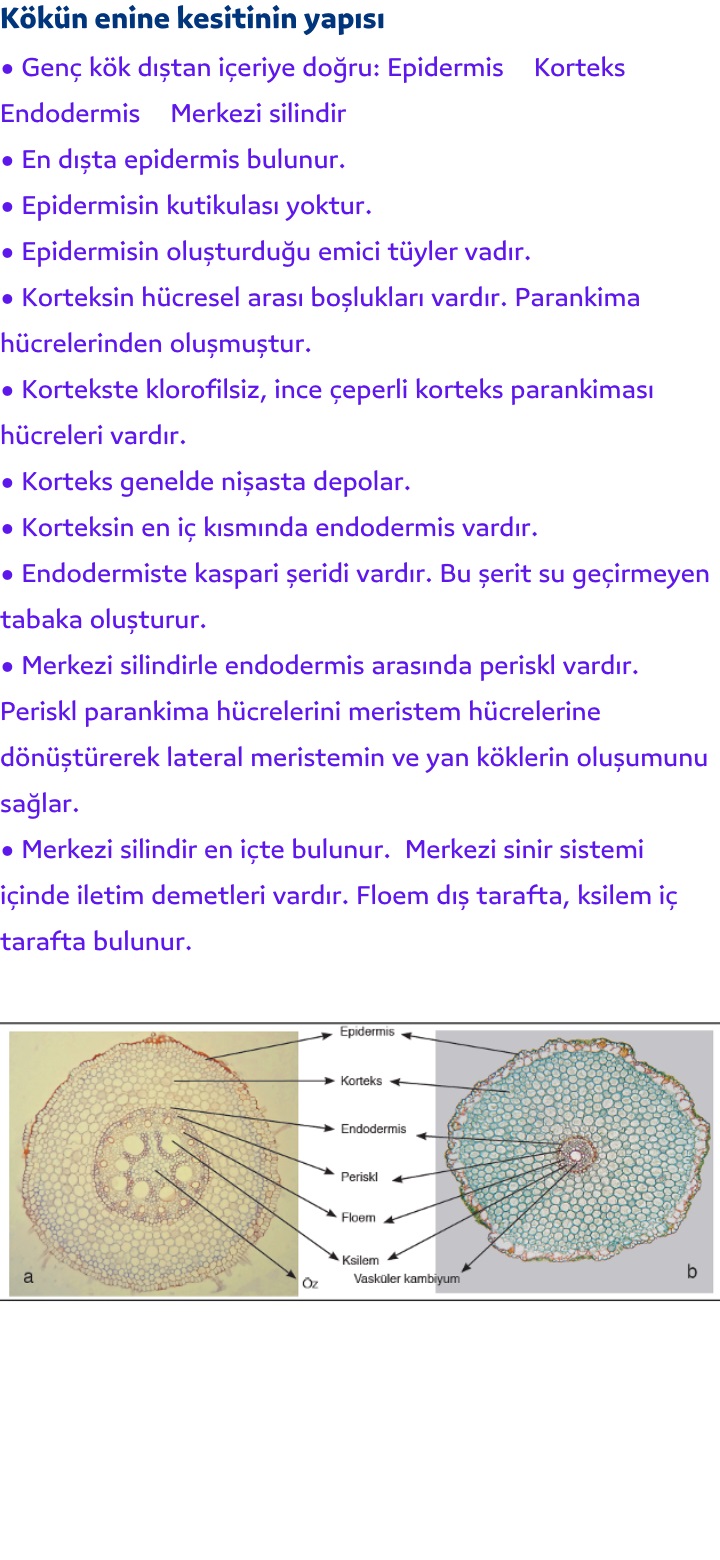 Kökün enine kesitinin yapısı
• Genç kök dıştan içeriye doğru: Epidermis Korteks
Endodermis Merkezi silindir
• En dışta epidermis bulunur.
• Epidermisin kutikulası yoktur.
• Epidermisin oluşturduğu emici tüyler vadır.
• Korteksin hücresel arası boşlukları vardır. Parankima
hücrelerinden oluşmuştur.
• Kortekste klorofilsiz, ince çeperli korteks parankiması
hücreleri vardır.
• Korteks genelde nişasta depolar.
• Korteksin en iç kısmında endodermis vardır.
• Endodermiste kaspari şeridi vardır. Bu şerit su geçirmeyen
tabaka oluşturur.
• Merkezi silindirle endodermis arasında periskl vardır.
Periskl parankima hücrelerini meristem hücrelerine
dönüştürerek lateral meristemin ve yan köklerin oluşumunu
sağlar.
• Merkezi silindir en içte bulunur. Merkezi sinir sistemi
içinde iletim demetleri vardır. Floem dış tarafta, ksilem iç
tarafta bulunur.
Epidermis
Korteks
Endodermis
Periskl
Floem
Ksilem
Öz
Vasküler kambiyum
a
b